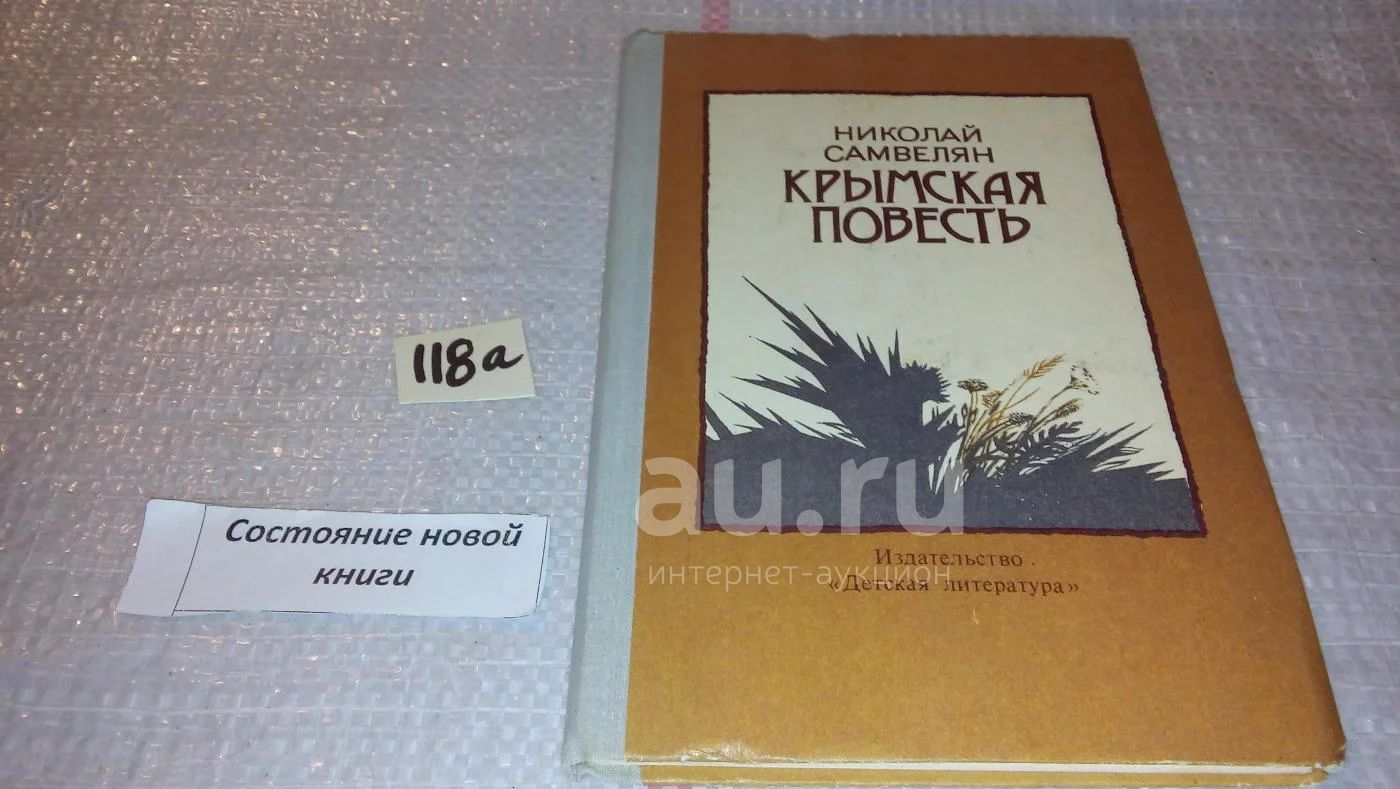 НИКОЛАЙ
САМВЕЛЯН
КРЫМСКАЯ
ПОВЕСТЬ
118а
Состояние новой
книги
au.ru
интернет-аукцион
Издательство
«Детская литература»